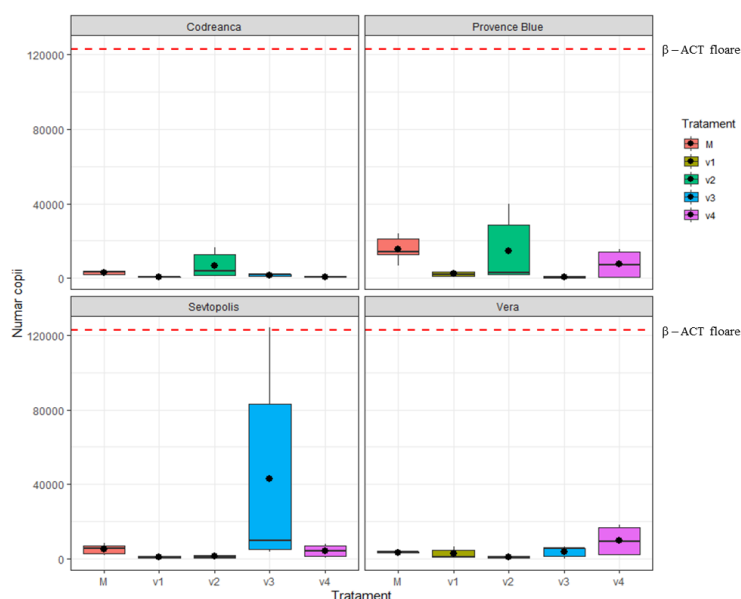 Codreanca
Provence Blue
β – ACT floare
120000
80000
40000
0
Tratament
M
v1
v2
v3
v4
Numar copii
Sevtopolis
Vera
β – ACT floare
120000
80000
40000
0
M
v1
v2
v3
v4
M
v1
v2
v3
v4
Tratament